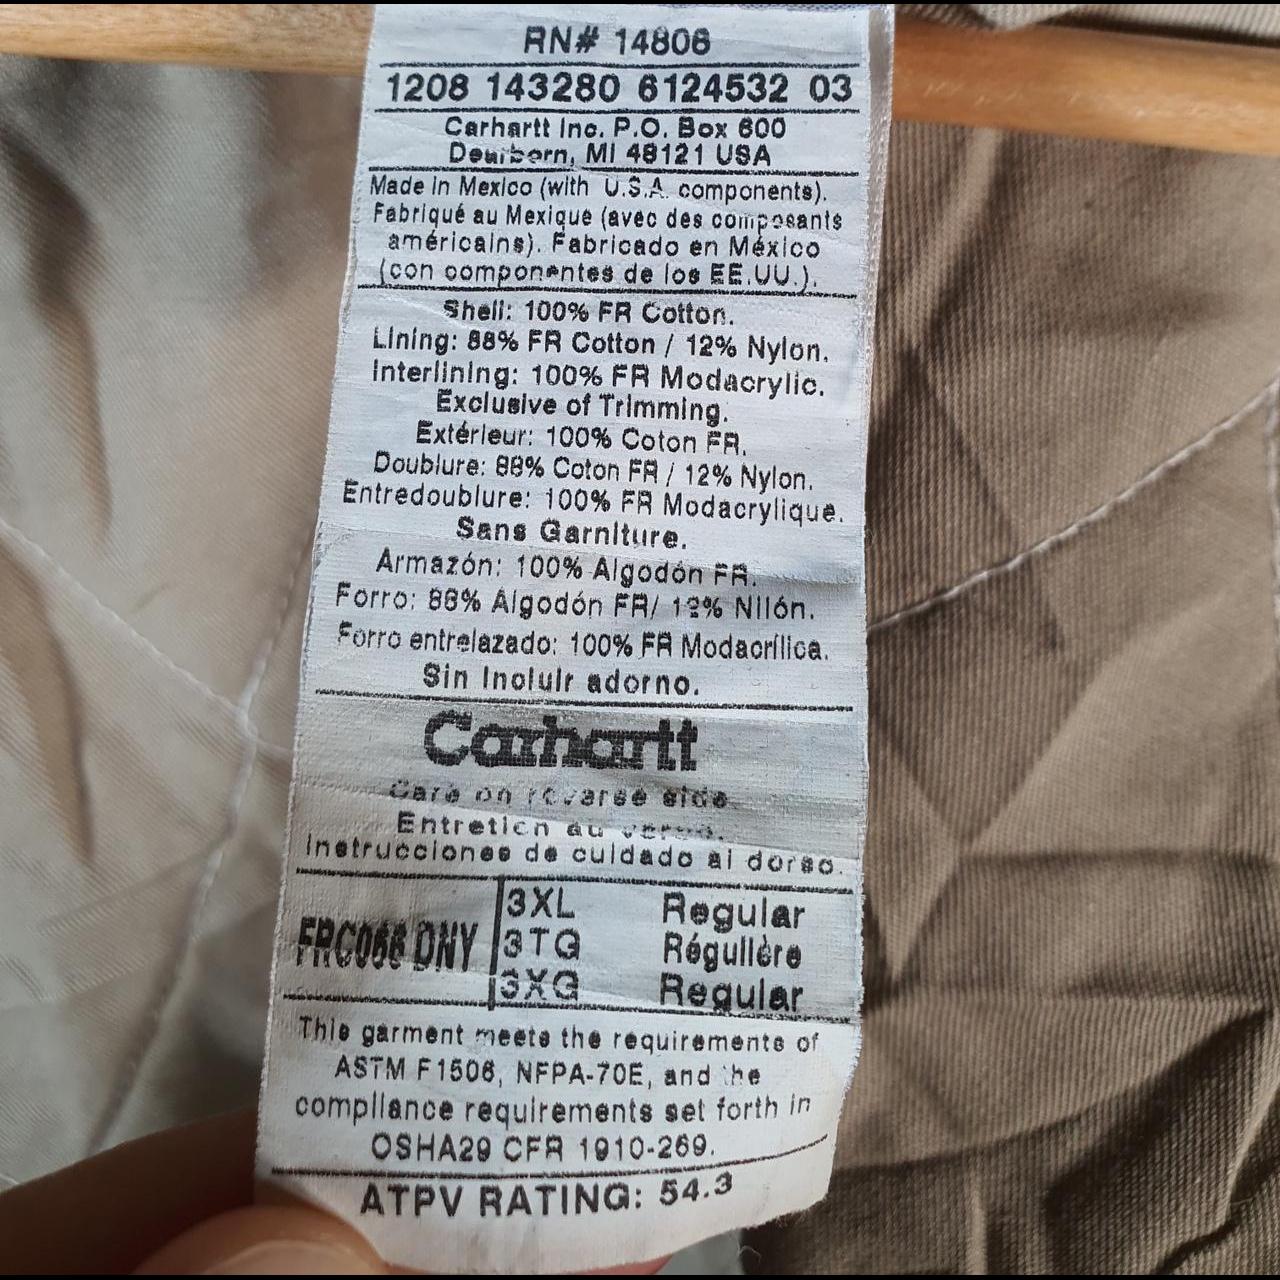 RN# 14806
1208 143280 6124532 03
Carhartt Inc. P.O. Box 600
Dearborn, MI 48121 USA
Made in Mexico (with U.S.A. components).
Fabriqué au Mexique (avec des composants
américains). Fabricado en México
(con componentes de los EE.UU.).
Shell: 100% FR Cotton.
Lining: 88% FR Cotton / 12% Nylon.
Interlining: 100% FR Modacrylic.
Exclusive of Trimming.
Extérieur: 100% Coton FR.
Doublure: 88% Coton FR / 12% Nylon.
Entredoublure: 100% FR Modacrylique.
Sans Garniture.
Armazón: 100% Algodón FR.
Forro: 88% Algodón FR/ 12% Nilón.
Forro entrelazado: 100% FR Modacrílica.
Sin Incluir adorno.
Carhartt
Care on reverse side.
Entretien au verso.
Instrucciones de cuidado al dorso.
FRC066 DNY
3XL Regular
3TG Régulière
3XG Regular
This garment meets the requirements of
ASTM F1506, NFPA-70E, and the
compliance requirements set forth in
OSHA29 CFR 1910-269.
ATPV RATING: 54.3